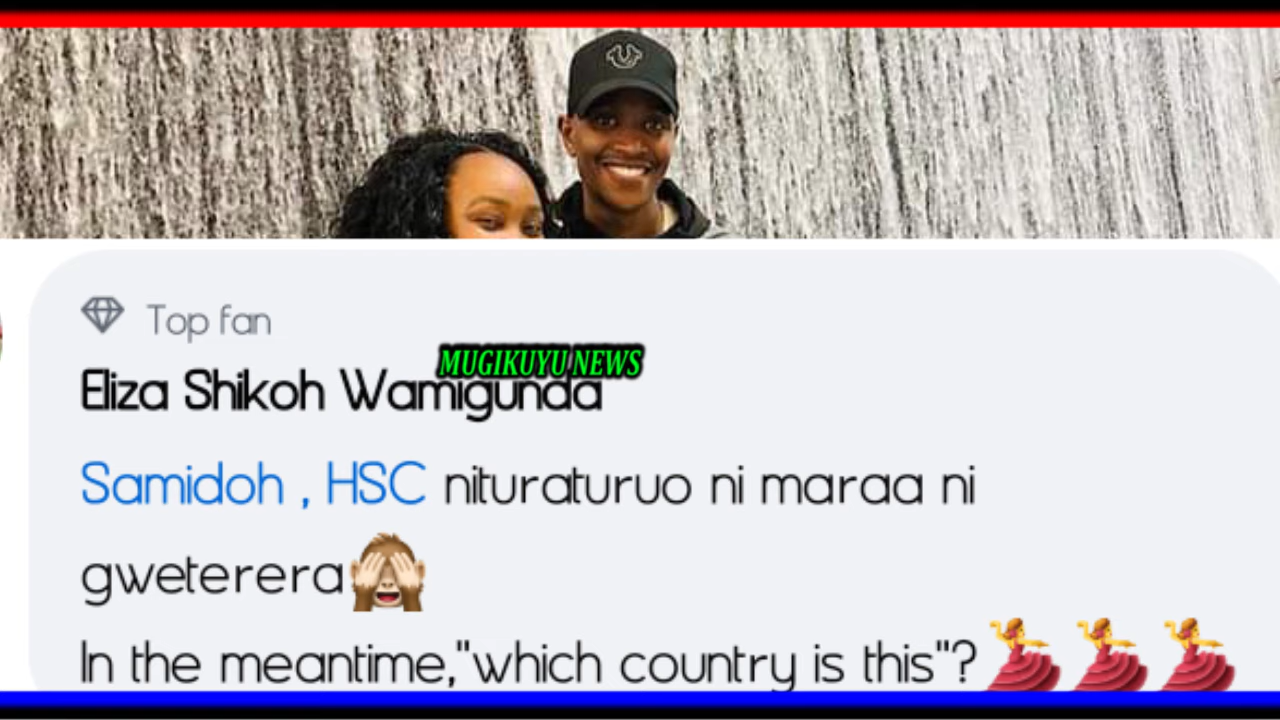 Top fan
MUGIKUYU NEWS
Eliza Shikoh Wamigunda
Samidoh , HSC nituraturuo ni maraa ni
gweterera🙈
In the meantime,"which country is this"?💃💃💃